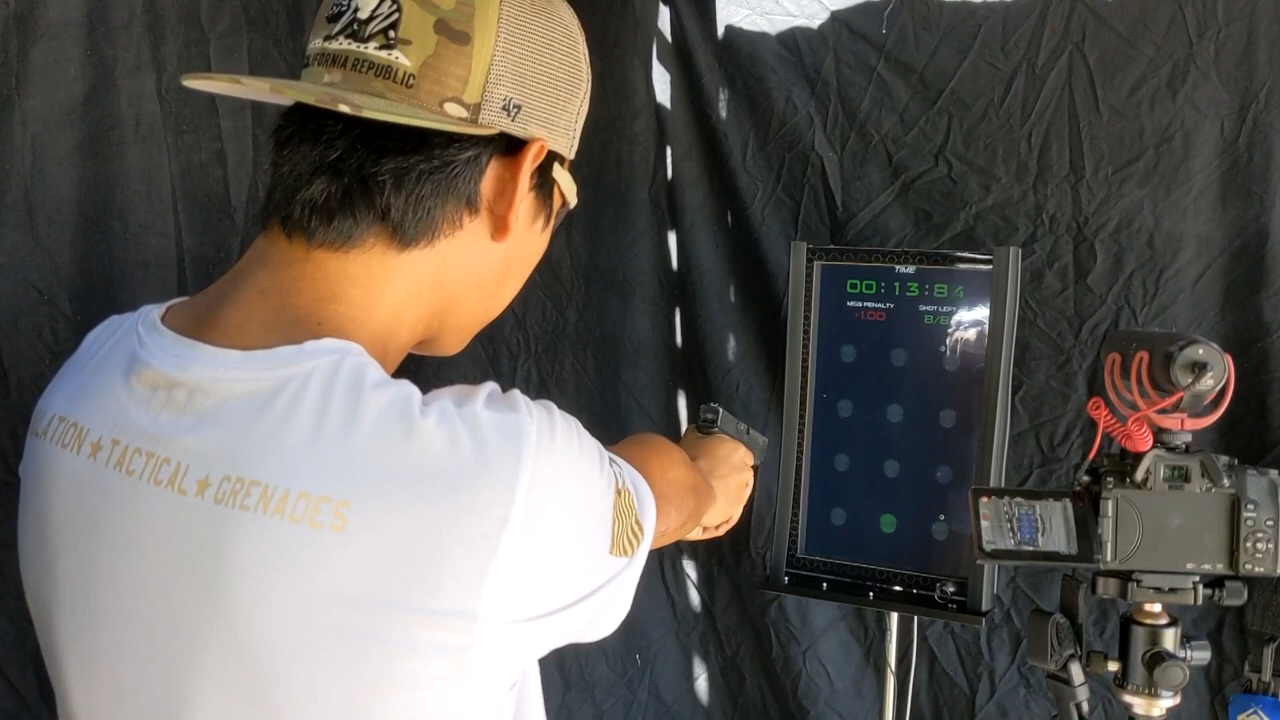 CALIFORNIA REPUBLIC
'47
TIME
00:13:84
MISS PENALTY
SHOT LEFT
+1.00
8/8
TACTICAL ★ GRENADES